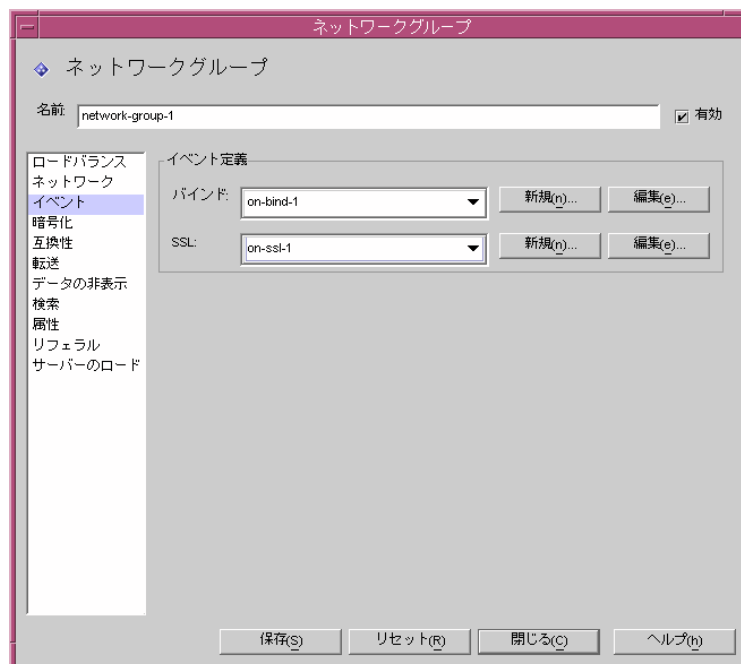 ネットワークグループ
ネットワークグループ
名前: network-group-1 有効
ロードバランス
ネットワーク
イベント
暗号化
互換性
転送
データの非表示
検索
属性
リフェラル
サーバーのロード
イベント定義
バインド: on-bind-1 新規(n)... 編集(e)...
SSL: on-ssl-1 新規(n)... 編集(e)...
保存(S) リセット(R) 閉じる(C) ヘルプ(h)